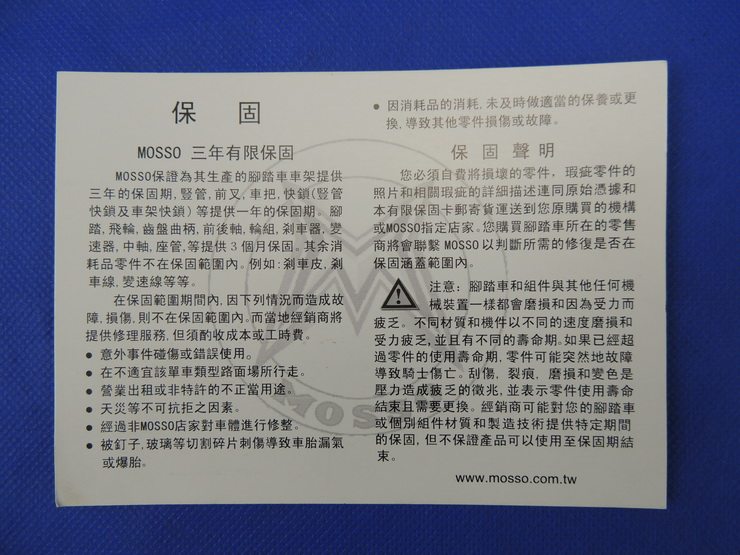 保 固
MOSSO 三年有限保固
MOSSO保證為其生產的腳踏車車架提供
三年的保固期,豎管,前叉,車把,快鎖(豎管
快鎖及車架快鎖)等提供一年的保固期。腳
踏,飛輪,齒盤曲柄,前後軸,輪組,剎車器,變
速器,中軸,座管,等提供3個月保固。其余消
耗品零件不在保固範圍內。例如:剎車皮,剎
車線,變速線等等。
在保固範圍期間內,因下列情況而造成故
障,損傷,則不在保固範圍內。而當地經銷商將
提供修理服務,但須酌收成本或工時費。
● 意外事件碰傷或錯誤使用。
● 在不適宜該單車類型路面場所行走。
● 營業出租或非特許的不正當用途。
● 天災等不可抗拒之因素。
● 經過非MOSSO店家對車體進行修整。
● 被釘子,玻璃等切割碎片刺傷導致車胎漏氣
或爆胎。
● 因消耗品的消耗,未及時做適當的保養或更
換,導致其他零件損傷或故障。
保 固 聲 明
您必須自費將損壞的零件，瑕疵零件的
照片和相關瑕疵的詳細描述連同原始憑據和
本有限保固卡郵寄貨運送到您原購買的機構
或MOSSO指定店家。您購買腳踏車所在的零售
商將會聯繫 MOSSO以判斷所需的修復是否在
保固涵蓋範圍內。
注意：腳踏車和組件與其他任何機
械裝置一樣都會磨損和因為受力而
疲乏。不同材質和機件以不同的速度磨損和
受力疲乏,並且有不同的壽命期。如果已經超
過零件的使用壽命期,零件可能突然地故障
導致騎士傷亡。刮傷，裂痕，磨損和變色是
壓力造成疲乏的徵兆,並表示零件使用壽命
結束且需要更換。經銷商可能對您的腳踏車
或個別組件材質和製造技術提供特定期間
的保固,但不保證產品可以使用至保固期結
束。
www.mosso.com.tw
MOSSO